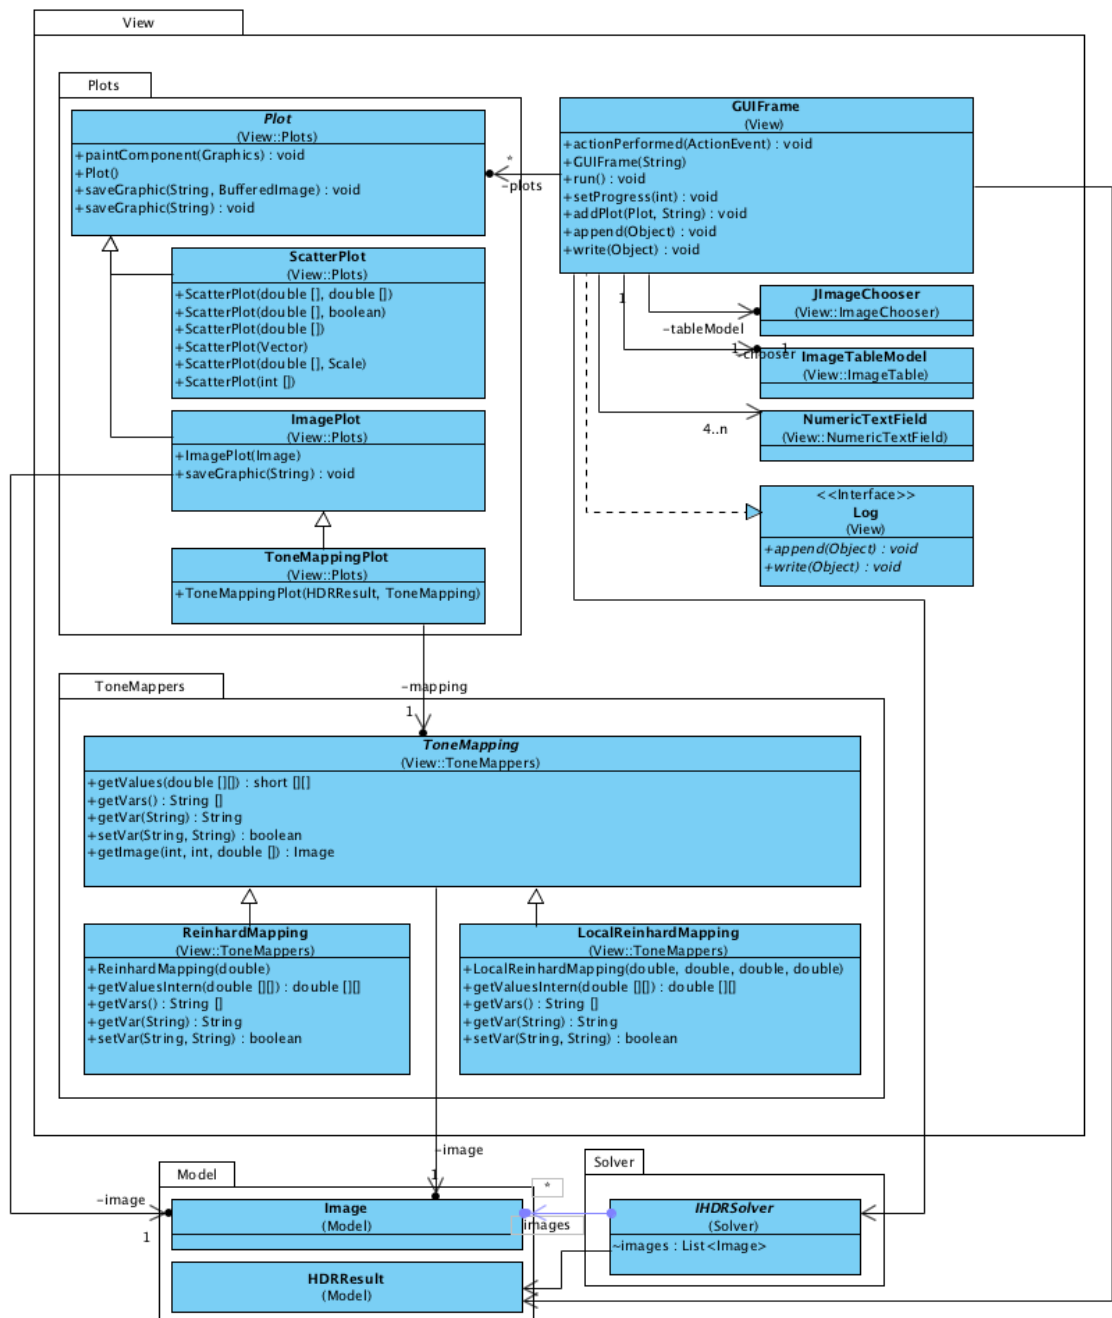 View
Plots
Plot
(View::Plots)
+paintComponent(Graphics) : void
+Plot()
+saveGraphic(String, BufferedImage) : void
+saveGraphic(String) : void
*
-plots
GUIFrame
(View)
+actionPerformed(ActionEvent) : void
+GUIFrame(String)
+run() : void
+setProgress(int) : void
+addPlot(Plot, String) : void
+append(Object) : void
+write(Object) : void
ScatterPlot
(View::Plots)
+ScatterPlot(double [], double [])
+ScatterPlot(double [], boolean)
+ScatterPlot(double [])
+ScatterPlot(Vector)
+ScatterPlot(double [], Scale)
+ScatterPlot(int [])
1
JImageChooser
(View::ImageChooser)
-tableModel
1
-chooser
1
ImageTableModel
(View::ImageTable)
4..n
NumericTextField
(View::NumericTextField)
ImagePlot
(View::Plots)
+ImagePlot(Image)
+saveGraphic(String) : void
<<Interface>>
Log
(View)
+append(Object) : void
+write(Object) : void
ToneMappingPlot
(View::Plots)
+ToneMappingPlot(HDRResult, ToneMapping)
ToneMappers
-mapping
1
ToneMapping
(View::ToneMappers)
+getValues(double [][]) : short [][]
+getVars() : String []
+getVar(String) : String
+setVar(String, String) : boolean
+getImage(int, int, double []) : Image
ReinhardMapping
(View::ToneMappers)
+ReinhardMapping(double)
+getValuesIntern(double [][]) : double [][]
+getVars() : String []
+getVar(String) : String
+setVar(String, String) : boolean
LocalReinhardMapping
(View::ToneMappers)
+LocalReinhardMapping(double, double, double, double)
+getValuesIntern(double [][]) : double [][]
+getVars() : String []
+getVar(String) : String
+setVar(String, String) : boolean
-image
1
Model
Solver
-image
1
Image
(Model)
*
images
IHDRSolver
(Solver)
~images : List<Image>
HDRResult
(Model)